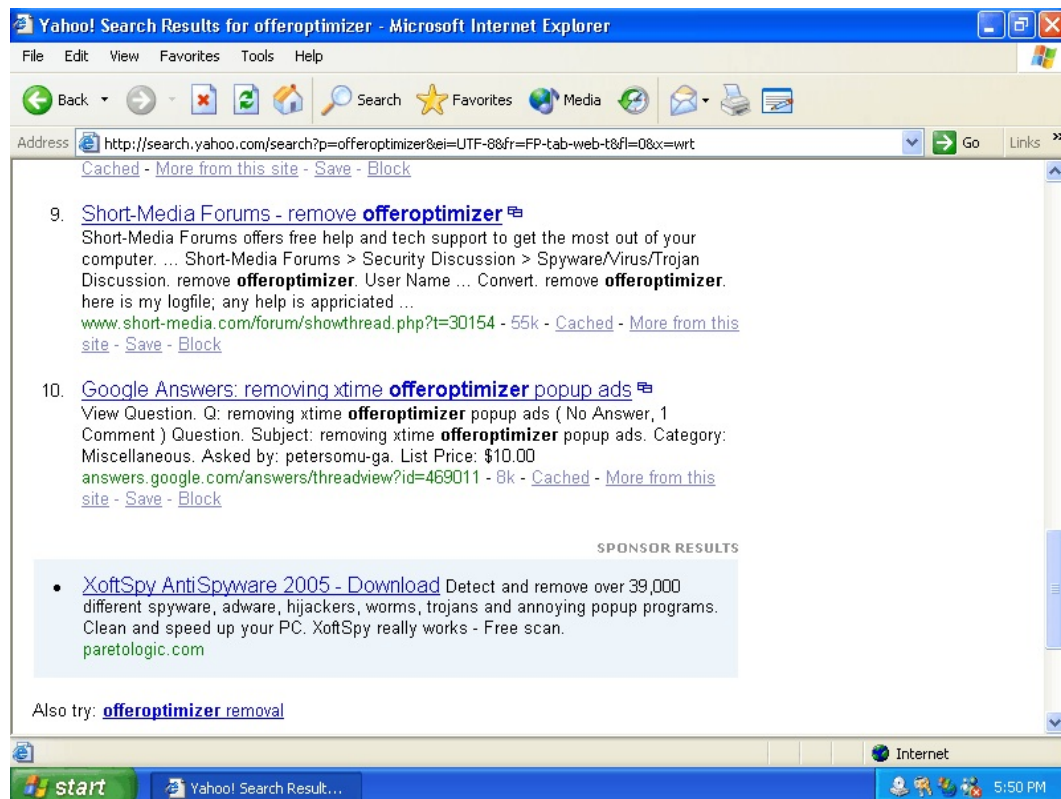 Yahoo! Search Results for offeroptimizer - Microsoft Internet Explorer
File Edit View Favorites Tools Help
Back Search Favorites Media
Address http://search.yahoo.com/search?p=offeroptimizer&ei=UTF-8&fr=FP-tab-web-t&fl=0&x=wrt Go Links »
Cached - More from this site - Save - Block
9. Short-Media Forums - remove offeroptimizer
Short-Media Forums offers free help and tech support to get the most out of your
computer. ... Short-Media Forums > Security Discussion > Spyware/Virus/Trojan
Discussion. remove offeroptimizer. User Name ... Convert. remove offeroptimizer.
here is my logfile; any help is appriciated ...
www.short-media.com/forum/showthread.php?t=30154 - 55k - Cached - More from this
site - Save - Block
10. Google Answers: removing xtime offeroptimizer popup ads
View Question. Q: removing xtime offeroptimizer popup ads ( No Answer, 1
Comment ) Question. Subject: removing xtime offeroptimizer popup ads. Category:
Miscellaneous. Asked by: petersomu-ga. List Price: $10.00
answers.google.com/answers/threadview?id=469011 - 8k - Cached - More from this
site - Save - Block
SPONSOR RESULTS
• XoftSpy AntiSpyware 2005 - Download Detect and remove over 39,000
different spyware, adware, hijackers, worms, trojans and annoying popup programs.
Clean and speed up your PC. XoftSpy really works - Free scan.
paretologic.com
Also try: offeroptimizer removal
Internet
start Yahoo! Search Result... 5:50 PM